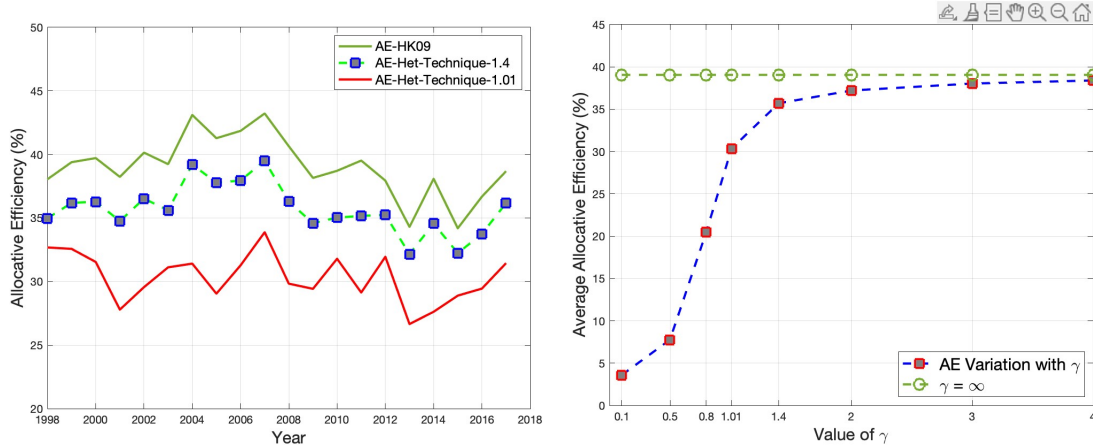 50
45
40
35
30
25
20
Allocative Efficiency (%)
AE-HK09
AE-Het-Technique-1.4
AE-Het-Technique-1.01
1998 2000 2002 2004 2006 2008 2010 2012 2014 2016 2018
Year
45
40
35
30
25
20
15
10
5
0
Average Allocative Efficiency (%)
AE Variation with γ
γ = ∞
0.1 0.5 0.8 1.01 1.4 2 3 4
Value of γ